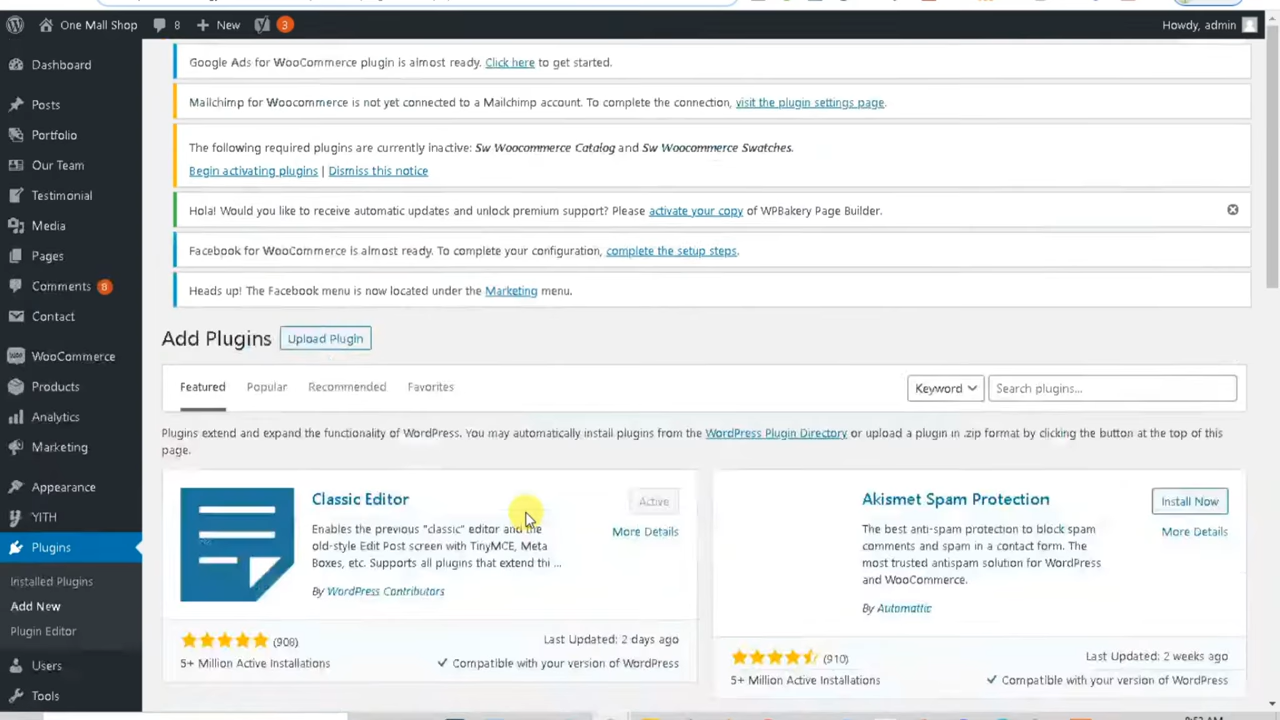 One Mall Shop 8 New 3 Howdy, admin
Dashboard
Posts
Portfolio
Our Team
Testimonial
Media
Pages
Comments 8
Contact
WooCommerce
Products
Analytics
Marketing
Appearance
YITH
Plugins
Installed Plugins
Add New
Plugin Editor
Users
Tools
Google Ads for WooCommerce plugin is almost ready. Click here to get started.
Mailchimp for Woocommerce is not yet connected to a Mailchimp account. To complete the connection, visit the plugin settings page.
The following required plugins are currently inactive: Sw Woocommerce Catalog and Sw Woocommerce Swatches.
Begin activating plugins | Dismiss this notice
Hola! Would you like to receive automatic updates and unlock premium support? Please activate your copy of WPBakery Page Builder.
Facebook for WooCommerce is almost ready. To complete your configuration, complete the setup steps.
Heads up! The Facebook menu is now located under the Marketing menu.
Add Plugins Upload Plugin
Featured Popular Recommended Favorites Keyword Search plugins...
Plugins extend and expand the functionality of WordPress. You may automatically install plugins from the WordPress Plugin Directory or upload a plugin in .zip format by clicking the button at the top of this
page.
Classic Editor
Active
More Details
Enables the previous "classic" editor and the
old-style Edit Post screen with TinyMCE, Meta
Boxes, etc. Supports all plugins that extend thi ...
By WordPress Contributors
(908)
Last Updated: 2 days ago
5+ Million Active Installations
Compatible with your version of WordPress
Akismet Spam Protection
Install Now
More Details
The best anti-spam protection to block spam
comments and spam in a contact form. The
most trusted antispam solution for WordPress
and WooCommerce.
By Automattic
(910)
Last Updated: 2 weeks ago
5+ Million Active Installations
Compatible with your version of WordPress